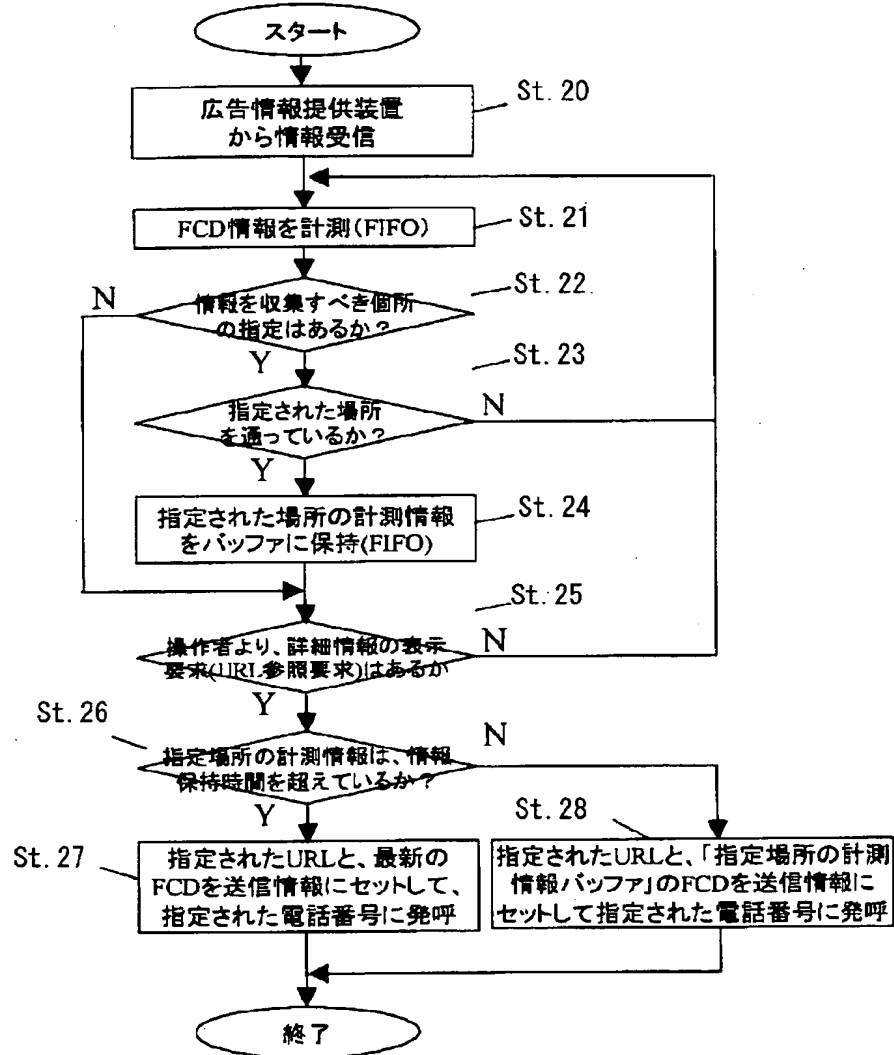 スタート
St.20
広告情報提供装置
から情報受信
St.21
FCD情報を計測(FIFO)
St.22
N
情報を収集すべき個所
の指定はあるか?
Y
St.23
指定された場所
を通っているか?
N
Y
St.24
指定された場所の計測情報
をバッファに保持(FIFO)
St.25
操作者より、詳細情報の表示
要求(URL参照要求)はあるか
N
Y
St.26
指定場所の計測情報は、情報
保持時間を超えているか?
N
Y
St.27
指定されたURLと、最新の
FCDを送信情報にセットして、
指定された電話番号に発呼
St.28
指定されたURLと、「指定場所の計測
情報バッファ」のFCDを送信情報に
セットして指定された電話番号に発呼
終了